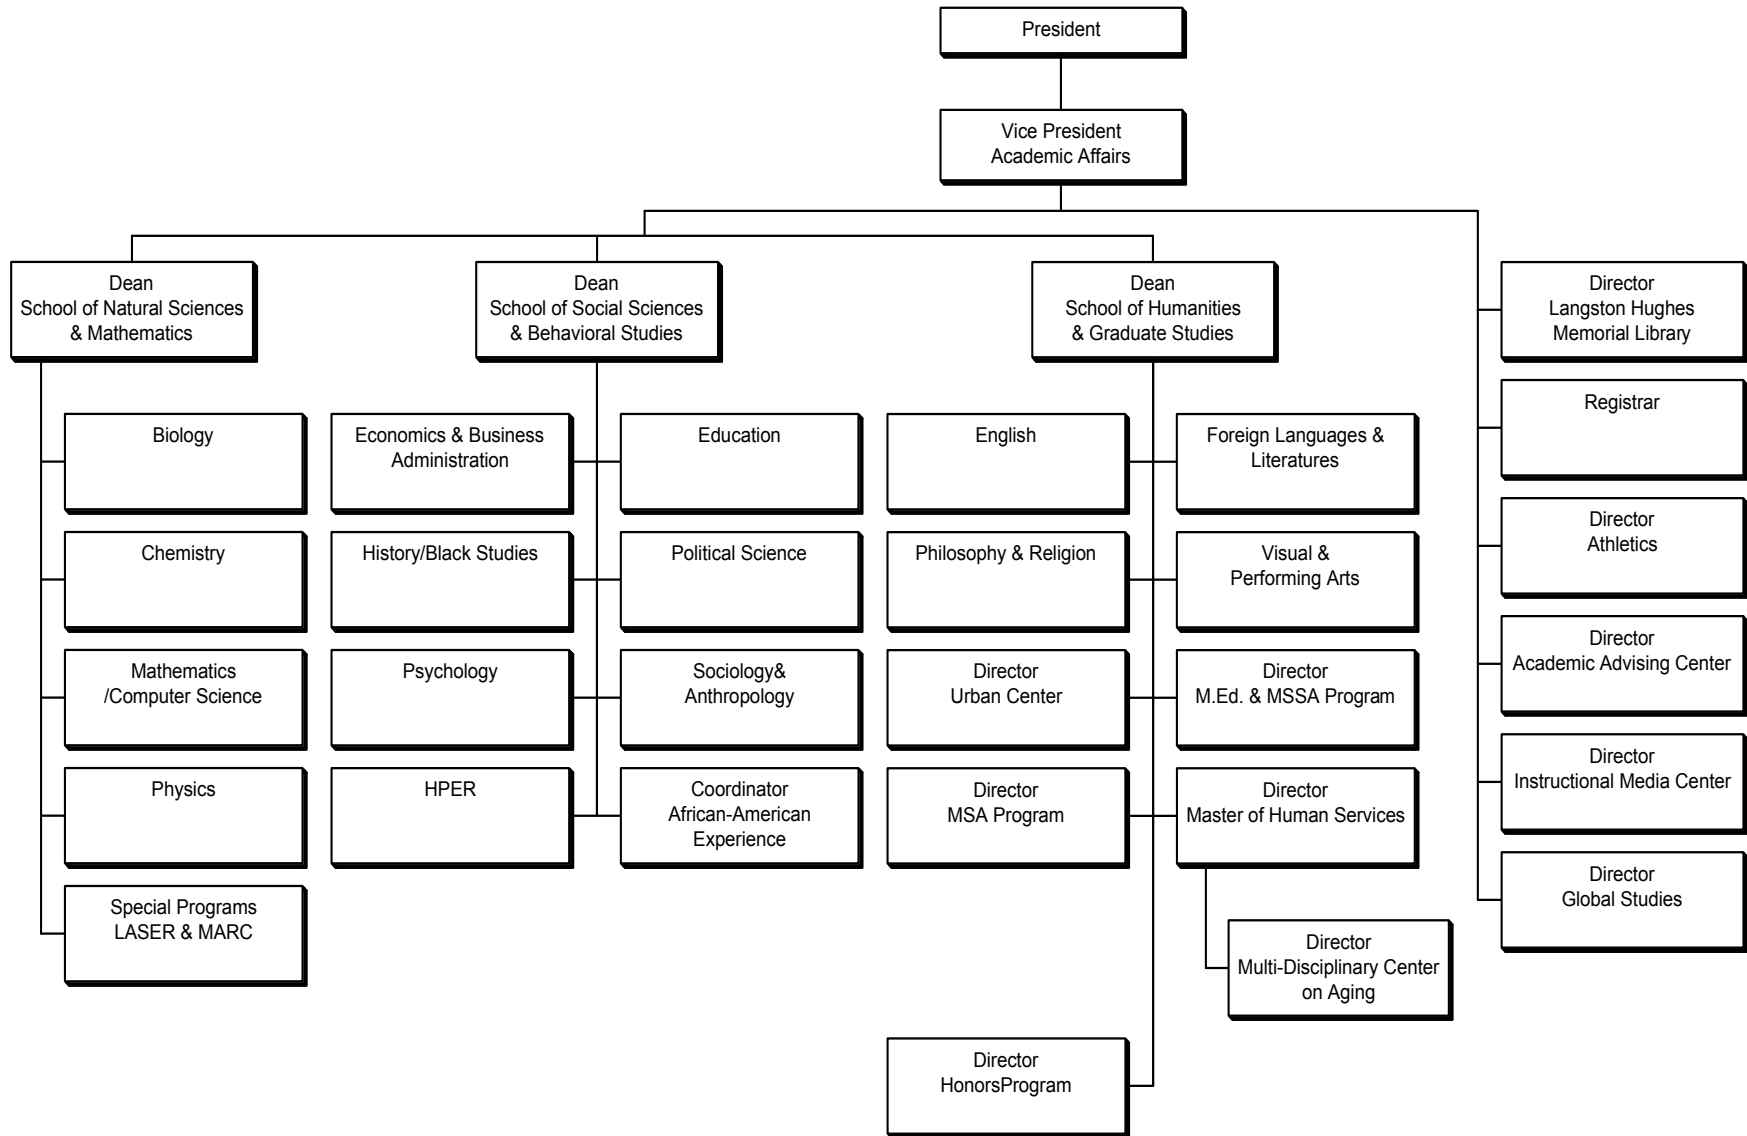 President
Vice President
Academic Affairs
Dean
School of Natural Sciences
& Mathematics
Dean
School of Social Sciences
& Behavioral Studies
Dean
School of Humanities
& Graduate Studies
Director
Langston Hughes
Memorial Library
Biology
Economics & Business
Administration
Education
English
Foreign Languages &
Literatures
Registrar
Chemistry
History/Black Studies
Political Science
Philosophy & Religion
Visual &
Performing Arts
Director
Athletics
Mathematics
/Computer Science
Psychology
Sociology&
Anthropology
Director
Urban Center
Director
M.Ed. & MSSA Program
Director
Academic Advising Center
Physics
HPER
Coordinator
African-American
Experience
Director
MSA Program
Director
Master of Human Services
Director
Instructional Media Center
Special Programs
LASER & MARC
Director
Multi-Disciplinary Center
on Aging
Director
Global Studies
Director
HonorsProgram